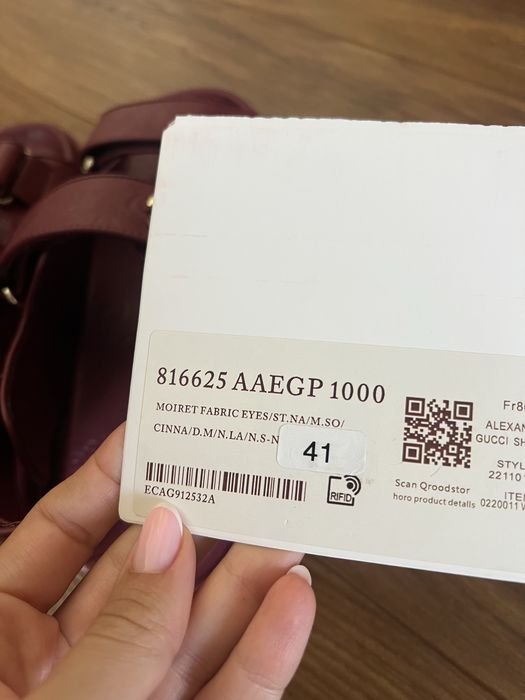 816625 AAEGP 1000
MOIRET FABRIC EYES/ST.NA/M.SO/
CINNA/D.M/N.LA/N.S-N
41
ECAG912532A
RFID
Scan Qroodstor
horo product details
ALEXAN
GUCCI SH
STYL
221101
ITE
0220011